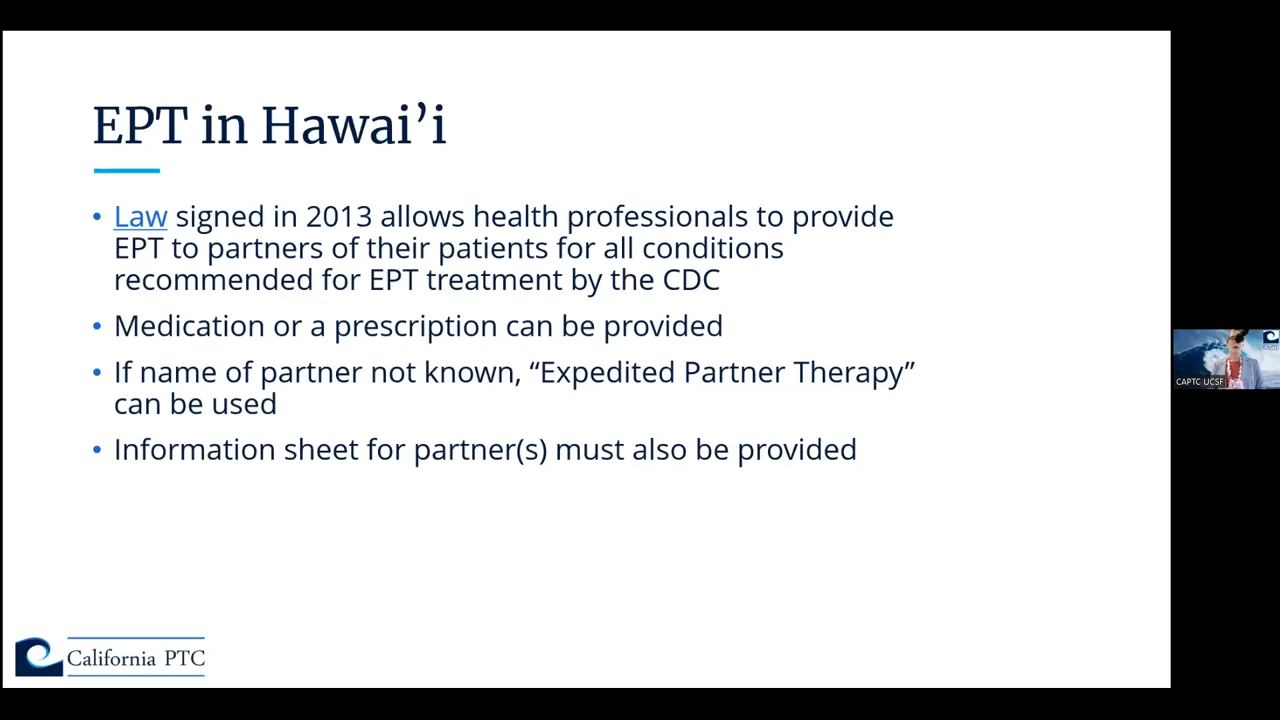 EPT in Hawai’i
• Law signed in 2013 allows health professionals to provide
EPT to partners of their patients for all conditions
recommended for EPT treatment by the CDC
• Medication or a prescription can be provided
• If name of partner not known, “Expedited Partner Therapy”
can be used
• Information sheet for partner(s) must also be provided
CAPTC UCSF
California PTC